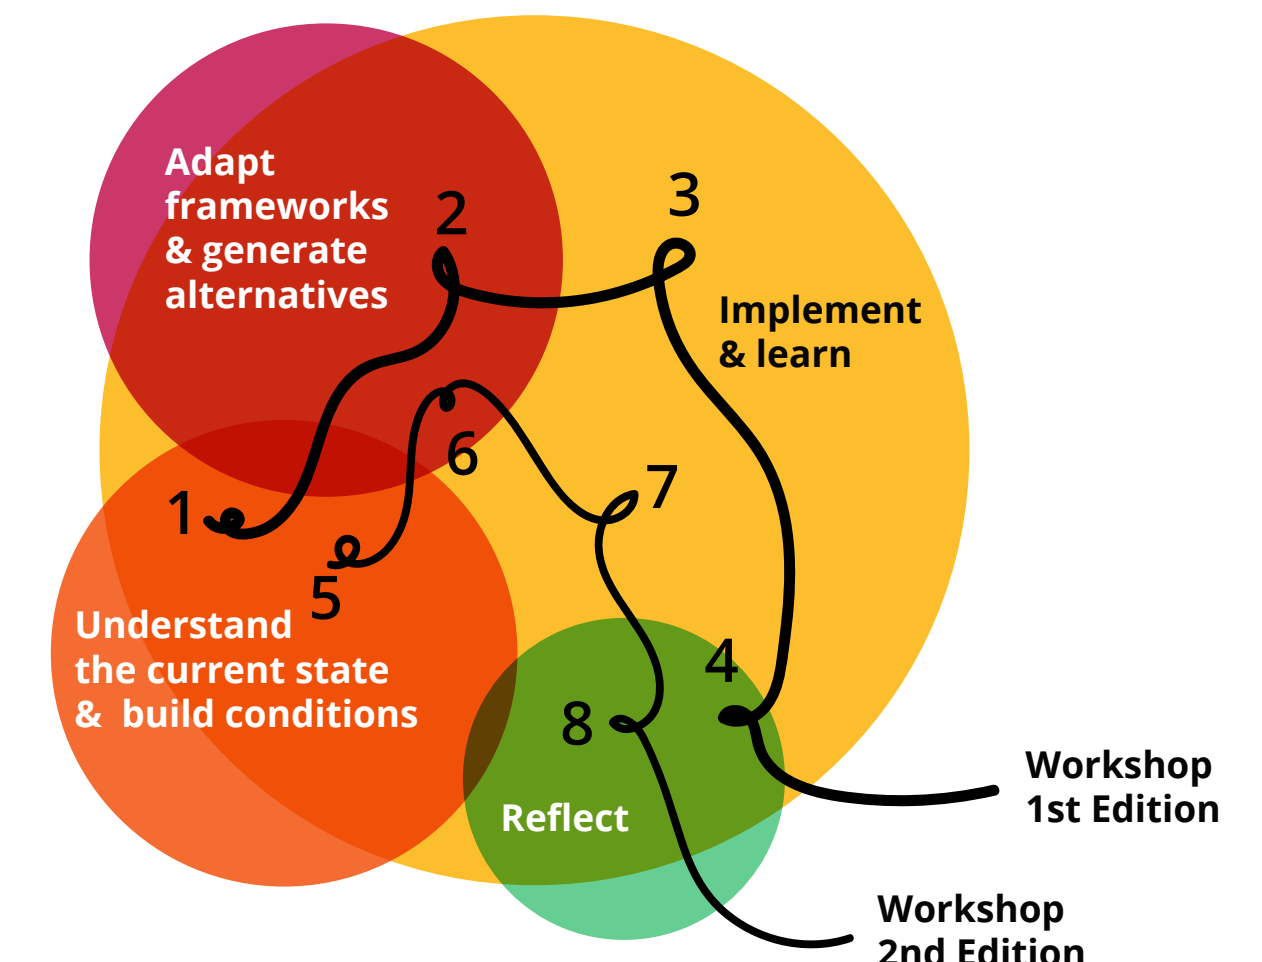 Adapt
frameworks
& generate
alternatives
2
3
Implement
& learn
6
7
1
5
Understand
the current state
& build conditions
4
8
Reflect
Workshop
1st Edition
Workshop
2nd Edition